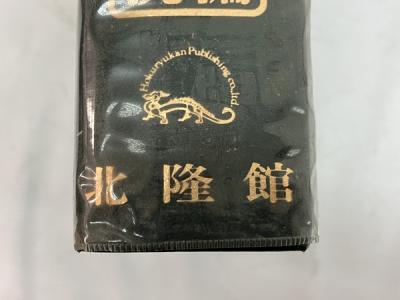 Hokuryukan Publishing co., ltd.
北隆館